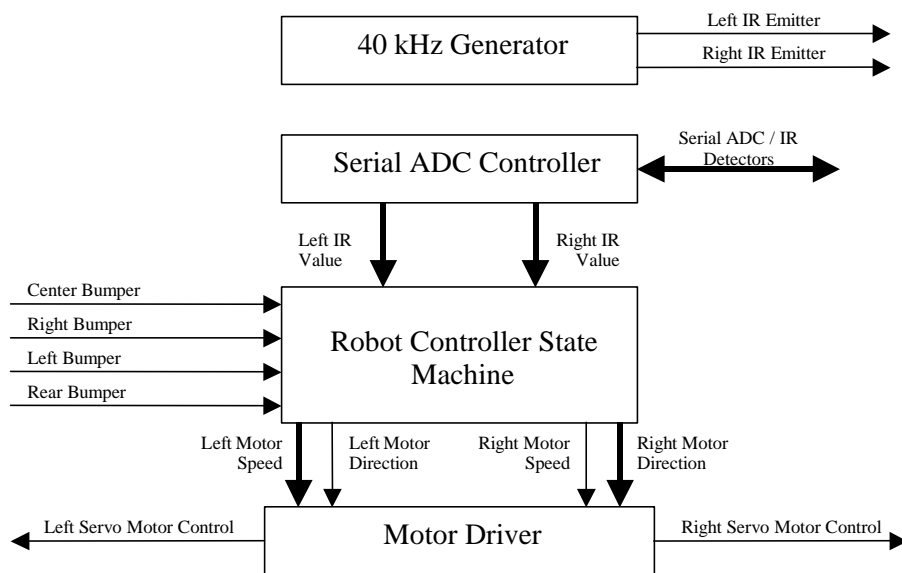 Left IR Emitter
40 kHz Generator
Right IR Emitter
Serial ADC / IR
Detectors
Serial ADC Controller
Left IR
Value
Right IR
Value
Center Bumper
Right Bumper
Left Bumper
Rear Bumper
Robot Controller State
Machine
Left Motor
Speed
Left Motor
Direction
Right Motor
Speed
Right Motor
Direction
Left Servo Motor Control
Motor Driver
Right Servo Motor Control